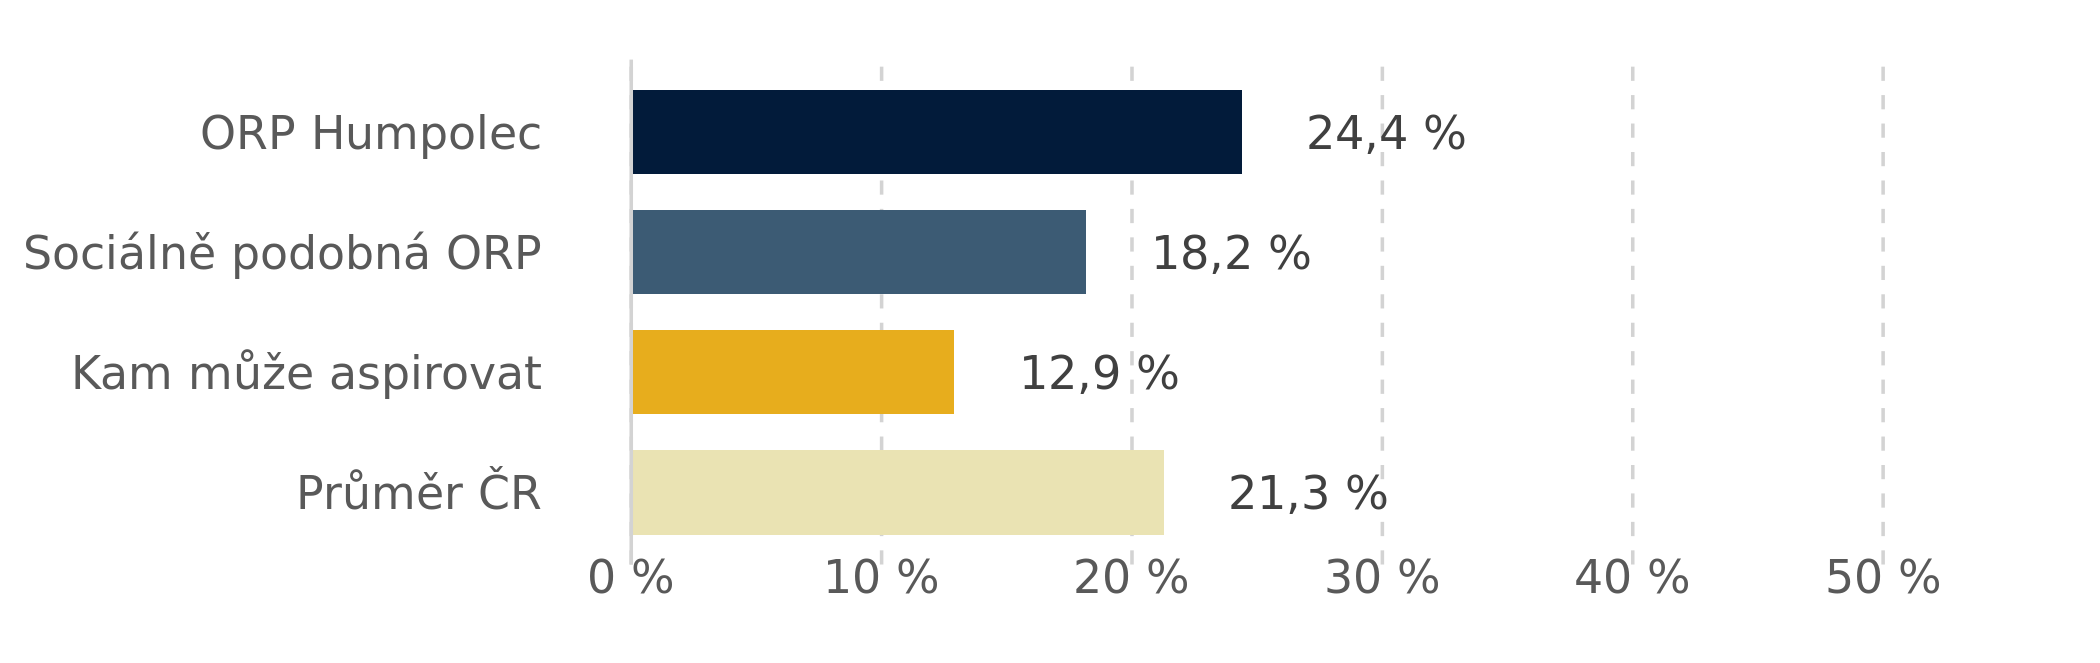 ORP Humpolec 24,4 %
Sociálně podobná ORP 18,2 %
Kam může aspirovat 12,9 %
Průměr ČR 21,3 %
0 % 10 % 20 % 30 % 40 % 50 %